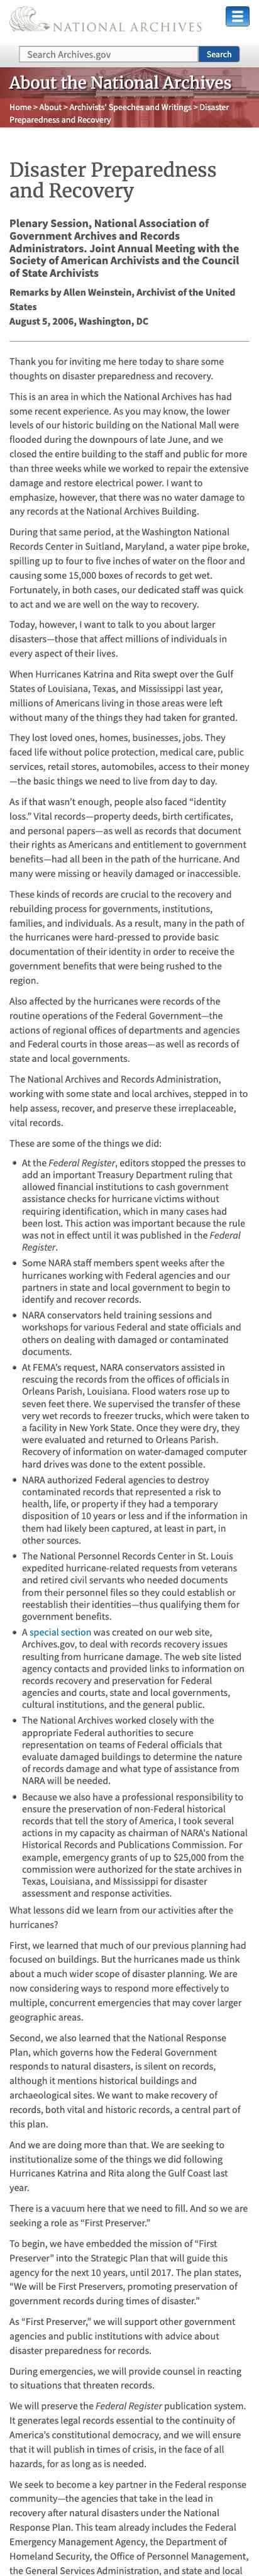 NATIONAL ARCHIVES
Search Archives.gov
Search
About the National Archives
Home > About > Archivists' Speeches and Writings > Disaster
Preparedness and Recovery
Disaster Preparedness
and Recovery
Plenary Session, National Association of
Government Archives and Records
Administrators. Joint Annual Meeting with the
Society of American Archivists and the Council
of State Archivists
Remarks by Allen Weinstein, Archivist of the United
States
August 5, 2006, Washington, DC
Thank you for inviting me here today to share some
thoughts on disaster preparedness and recovery.
This is an area in which the National Archives has had
some recent experience. As you may know, the lower
levels of our historic building on the National Mall were
flooded during the downpours of late June, and we
closed the entire building to the staff and public for more
than three weeks while we worked to repair the extensive
damage and restore electrical power. I want to
emphasize, however, that there was no water damage to
any records at the National Archives Building.
During that same period, at the Washington National
Records Center in Suitland, Maryland, a water pipe broke,
spilling up to four to five inches of water on the floor and
causing some 15,000 boxes of records to get wet.
Fortunately, in both cases, our dedicated staff was quick
to act and we are well on the way to recovery.
Today, however, I want to talk to you about larger
disasters—those that affect millions of individuals in
every aspect of their lives.
When Hurricanes Katrina and Rita swept over the Gulf
States of Louisiana, Texas, and Mississippi last year,
millions of Americans living in those areas were left
without many of the things they had taken for granted.
They lost loved ones, homes, businesses, jobs. They
faced life without police protection, medical care, public
services, retail stores, automobiles, access to their money
—the basic things we need to live from day to day.
As if that wasn't enough, people also faced “identity
loss.” Vital records—property deeds, birth certificates,
and personal papers—as well as records that document
their rights as Americans and entitlement to government
benefits—had all been in the path of the hurricane. And
many were missing or heavily damaged or inaccessible.
These kinds of records are crucial to the recovery and
rebuilding process for governments, institutions,
families, and individuals. As a result, many in the path of
the hurricanes were hard-pressed to provide basic
documentation of their identity in order to receive the
government benefits that were being rushed to the
region.
Also affected by the hurricanes were records of the
routine operations of the Federal Government—the
actions of regional offices of departments and agencies
and Federal courts in those areas—as well as records of
state and local governments.
The National Archives and Records Administration,
working with some state and local archives, stepped in to
help assess, recover, and preserve these irreplaceable,
vital records.
These are some of the things we did:
• At the Federal Register, editors stopped the presses to
add an important Treasury Department ruling that
allowed financial institutions to cash government
assistance checks for hurricane victims without
requiring identification, which in many cases had
been lost. This action was important because the rule
was not in effect until it was published in the Federal
Register.
• Some NARA staff members spent weeks after the
hurricanes working with Federal agencies and our
partners in state and local government to begin to
identify and recover records.
• NARA conservators held training sessions and
workshops for various Federal and state officials and
others on dealing with damaged or contaminated
documents.
• At FEMA's request, NARA conservators assisted in
rescuing the records from the offices of officials in
Orleans Parish, Louisiana. Flood waters rose up to
seven feet there. We supervised the transfer of these
very wet records to freezer trucks, which were taken to
a facility in New York State. Once they were dry, they
were evaluated and returned to Orleans Parish.
Recovery of information on water-damaged computer
hard drives was done to the extent possible.
• NARA authorized Federal agencies to destroy
contaminated records that represented a risk to
health, life, or property if they had a temporary
disposition of 10 years or less and if the information in
them had likely been captured, at least in part, in
other sources.
• The National Personnel Records Center in St. Louis
expedited hurricane-related requests from veterans
and retired civil servants who needed documents
from their personnel files so they could establish or
reestablish their identities—thus qualifying them for
government benefits.
• A special section was created on our web site,
Archives.gov, to deal with records recovery issues
resulting from hurricane damage. The web site listed
agency contacts and provided links to information on
records recovery and preservation for Federal
agencies and courts, state and local governments,
cultural institutions, and the general public.
• The National Archives worked closely with the
appropriate Federal authorities to secure
representation on teams of Federal officials that
evaluate damaged buildings to determine the nature
of records damage and what type of assistance from
NARA will be needed.
• Because we also have a professional responsibility to
ensure the preservation of non-Federal historical
records that tell the story of America, I took several
actions in my capacity as chairman of NARA's National
Historical Records and Publications Commission. For
example, emergency grants of up to $25,000 from the
commission were authorized for the state archives in
Texas, Louisiana, and Mississippi for disaster
assessment and response activities.
What lessons did we learn from our activities after the
hurricanes?
First, we learned that much of our previous planning had
focused on buildings. But the hurricanes made us think
about a much wider scope of disaster planning. We are
now considering ways to respond more effectively to
multiple, concurrent emergencies that may cover larger
geographic areas.
Second, we also learned that the National Response
Plan, which governs how the Federal Government
responds to natural disasters, is silent on records,
although it mentions historical buildings and
archaeological sites. We want to make recovery of
records, both vital and historic records, a central part of
this plan.
And we are doing more than that. We are seeking to
institutionalize some of the things we did following
Hurricanes Katrina and Rita along the Gulf Coast last
year.
There is a vacuum here that we need to fill. And so we are
seeking a role as “First Preserver.”
To begin, we have embedded the mission of “First
Preserver” into the Strategic Plan that will guide this
agency for the next 10 years, until 2017. The plan states,
“We will be First Preservers, promoting preservation of
government records during times of disaster.”
As “First Preserver,” we will support other government
agencies and public institutions with advice about
disaster preparedness for records.
During emergencies, we will provide counsel in reacting
to situations that threaten records.
We will preserve the Federal Register publication system.
It generates legal records essential to the continuity of
America's constitutional democracy, and we will ensure
that it will publish in times of crisis, in the face of all
hazards, for as long as is needed.
We seek to become a key partner in the Federal response
community—the agencies that take in the lead in
recovery after natural disasters under the National
Response Plan. This team already includes the Federal
Emergency Management Agency, the Department of
Homeland Security, the Office of Personnel Management,
the General Services Administration, and state and local